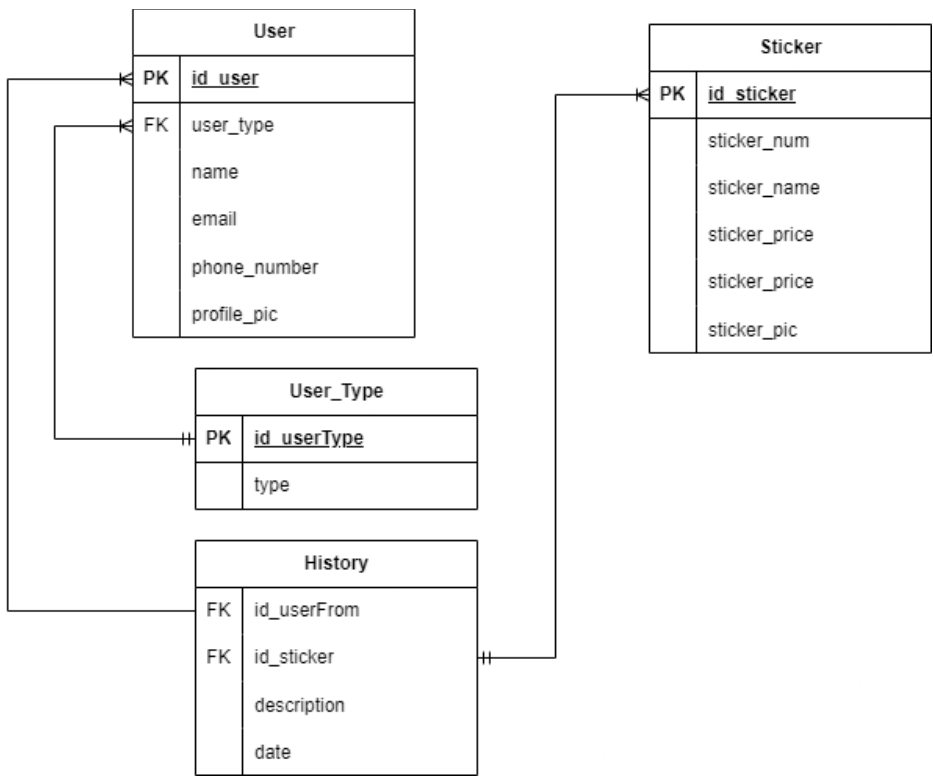 User
PK id_user
FK user_type
name
email
phone_number
profile_pic
Sticker
PK id_sticker
sticker_num
sticker_name
sticker_price
sticker_price
sticker_pic
User_Type
PK id_userType
type
History
FK id_userFrom
FK id_sticker
description
date